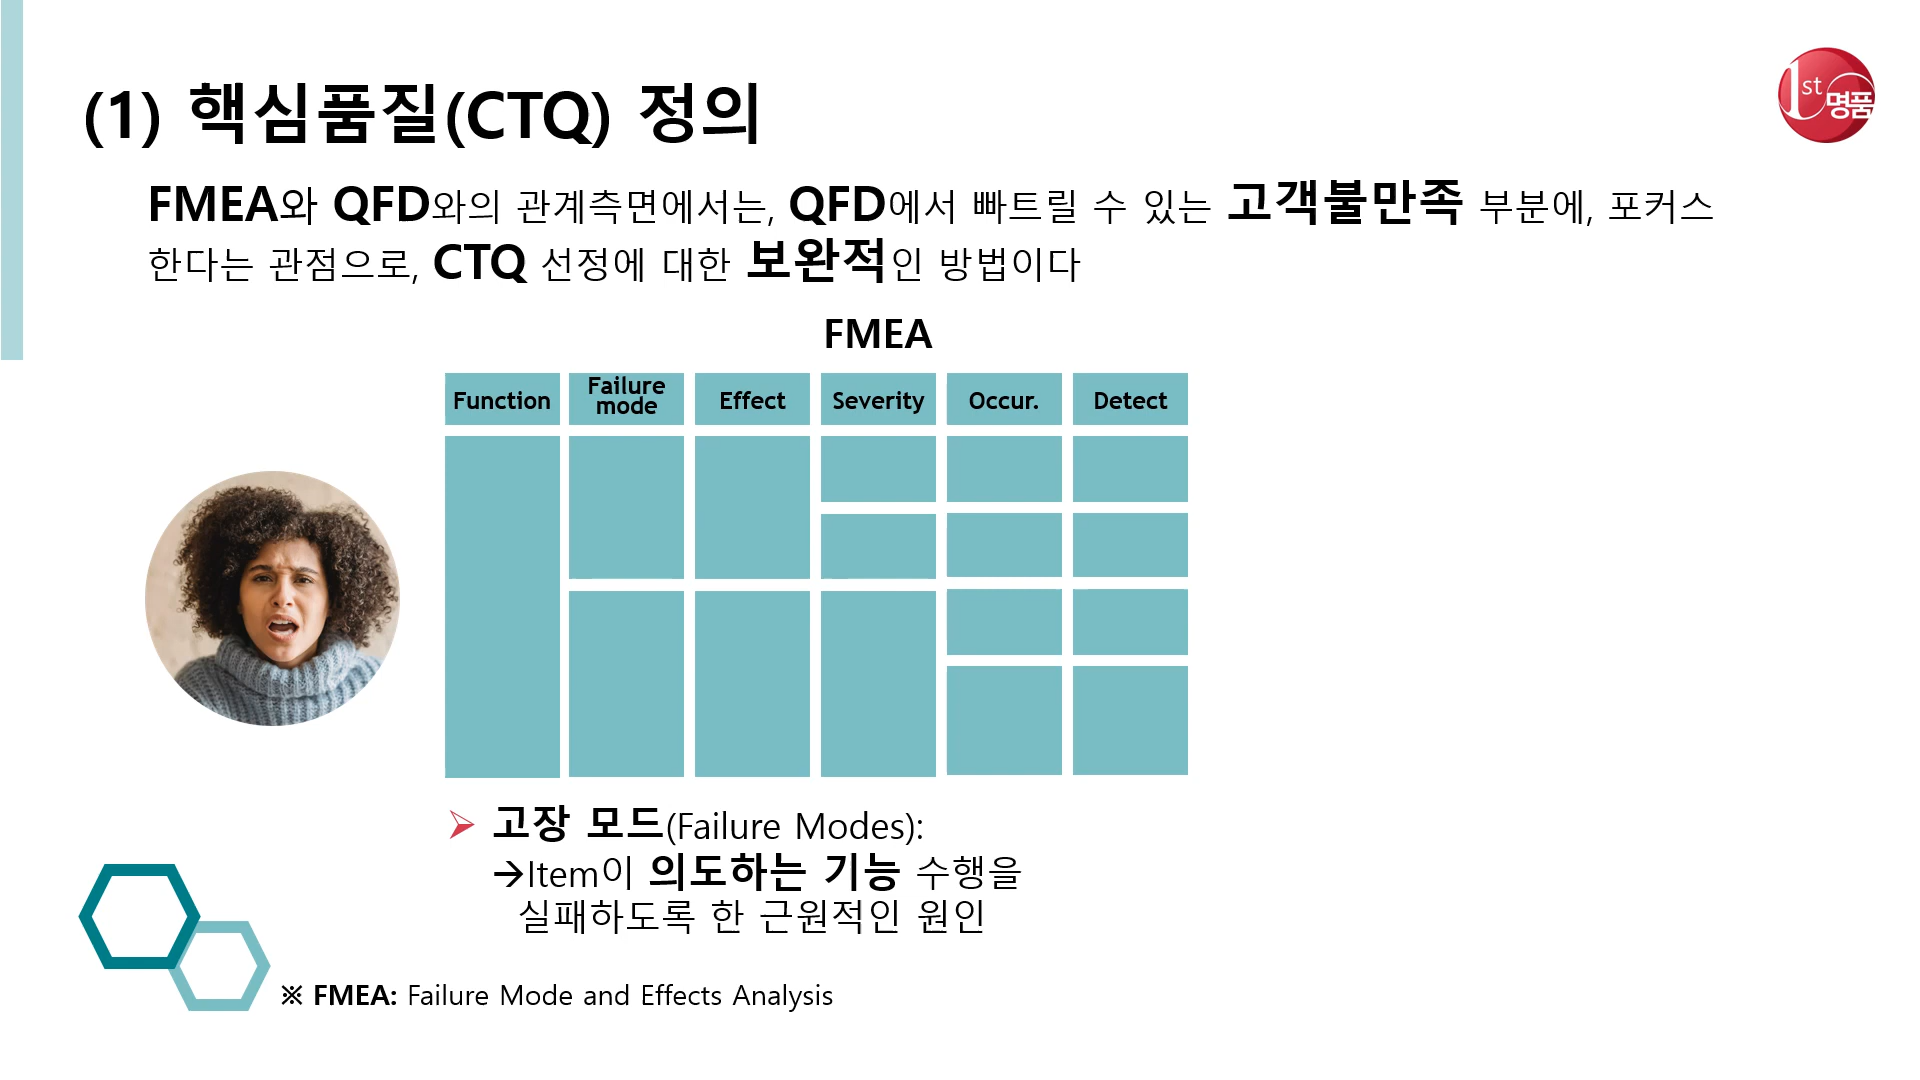 (1) 핵심품질(CTQ) 정의
1st
명품
FMEA와 QFD와의 관계측면에서는, QFD에서 빠트릴 수 있는 고객불만족 부분에, 포커스
한다는 관점으로, CTQ 선정에 대한 보완적인 방법이다
FMEA
Function Failure mode Effect Severity Occur. Detect
➢ 고장 모드(Failure Modes):
→Item이 의도하는 기능 수행을
실패하도록 한 근원적인 원인
※ FMEA: Failure Mode and Effects Analysis